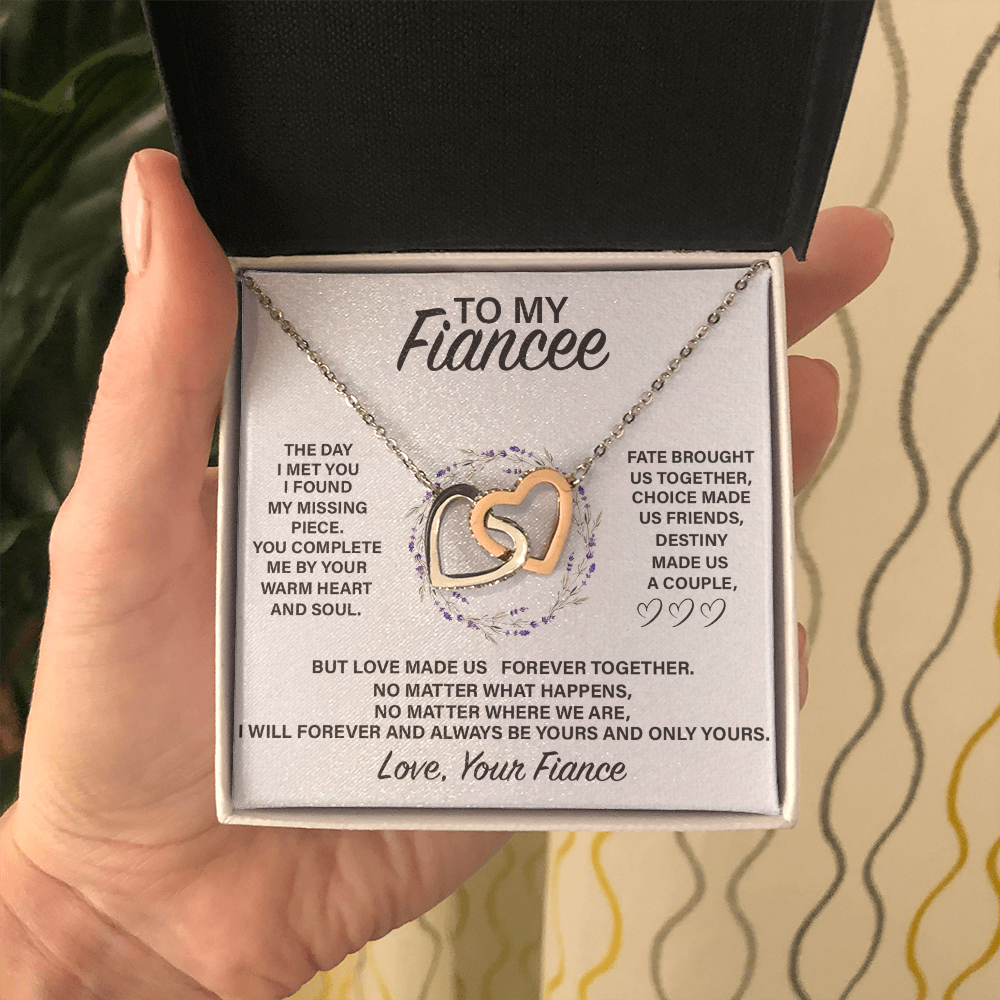 TO MY
Fiancee
THE DAY
I MET YOU
I FOUND
MY MISSING
PIECE.
YOU COMPLETE
ME BY YOUR
WARM HEART
AND SOUL.
FATE BROUGHT
US TOGETHER,
CHOICE MADE
US FRIENDS,
DESTINY
MADE US
A COUPLE,
BUT LOVE MADE US FOREVER TOGETHER.
NO MATTER WHAT HAPPENS,
NO MATTER WHERE WE ARE,
I WILL FOREVER AND ALWAYS BE YOURS AND ONLY YOURS.
Love, Your Fiance